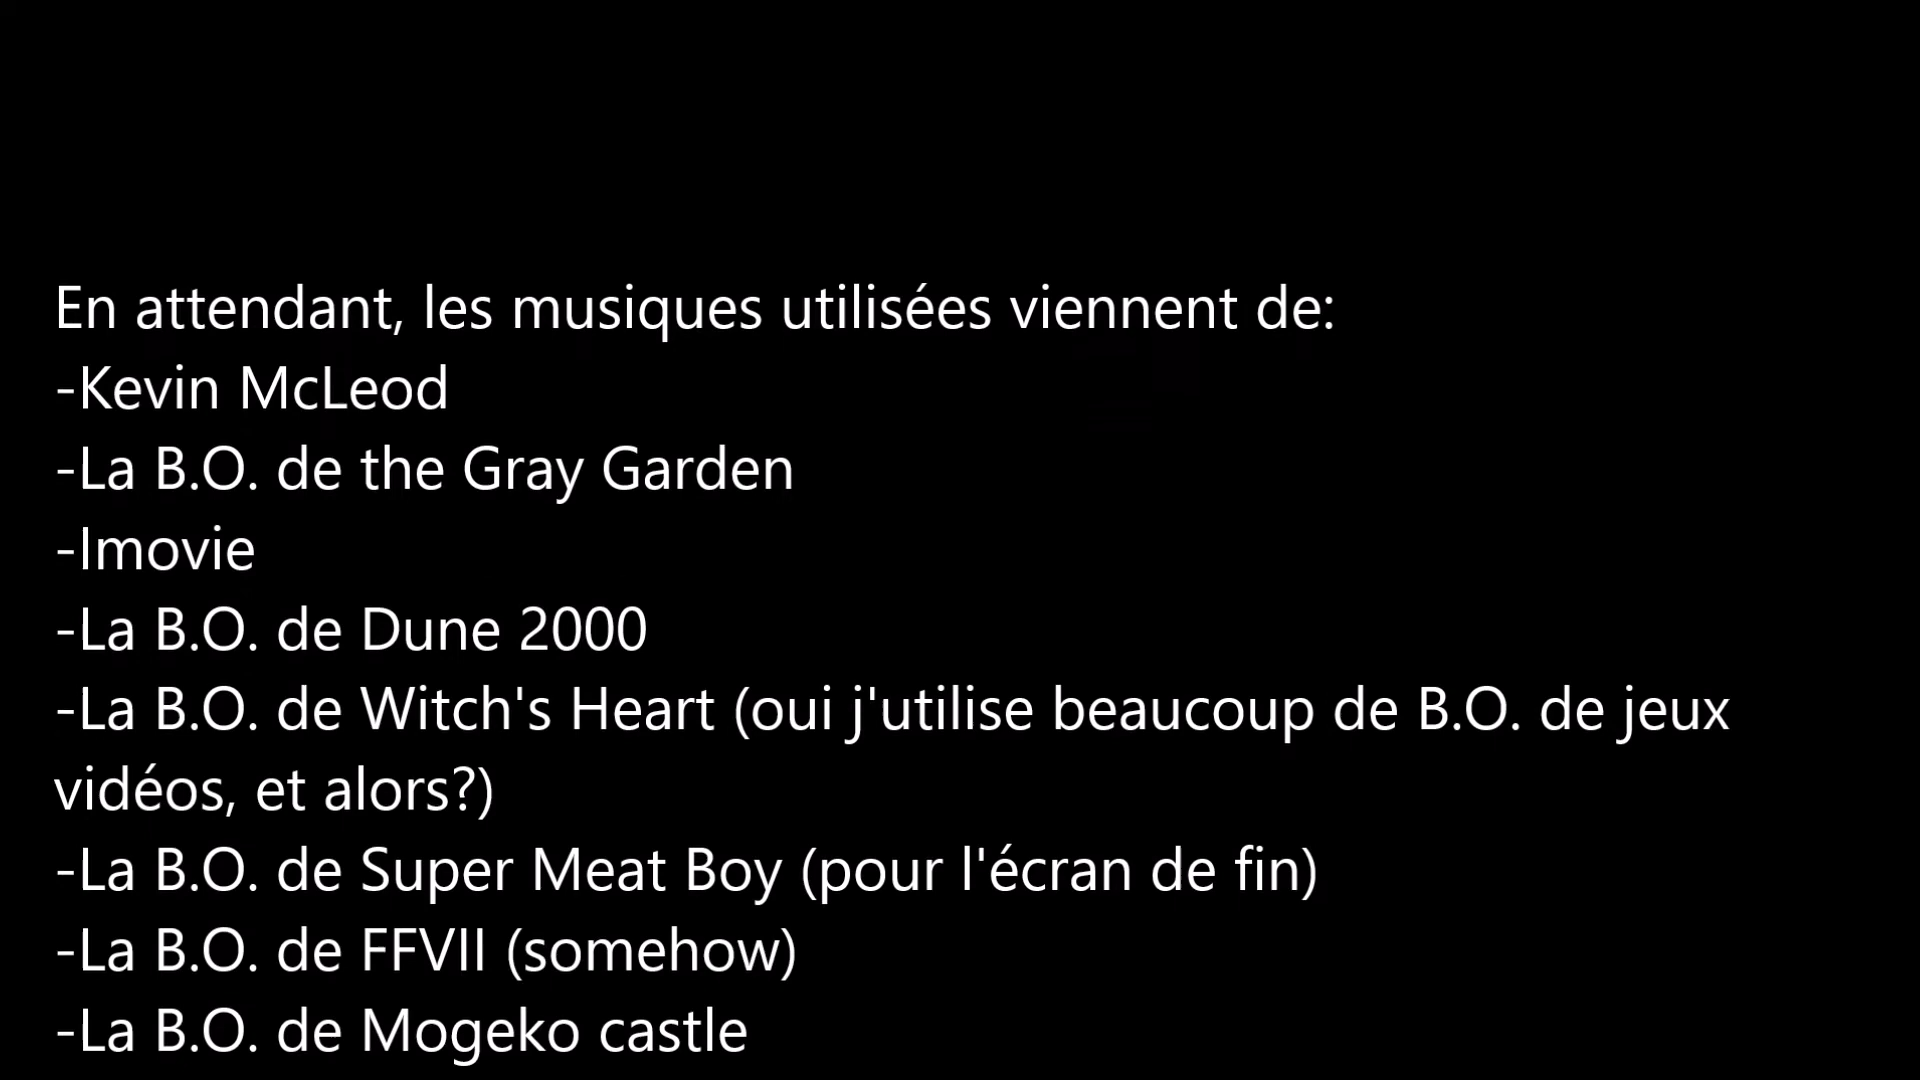 En attendant, les musiques utilisées viennent de:
-Kevin McLeod
-La B.O. de the Gray Garden
-Imovie
-La B.O. de Dune 2000
-La B.O. de Witch's Heart (oui j'utilise beaucoup de B.O. de jeux
vidéos, et alors?)
-La B.O. de Super Meat Boy (pour l'écran de fin)
-La B.O. de FFVII (somehow)
-La B.O. de Mogeko castle